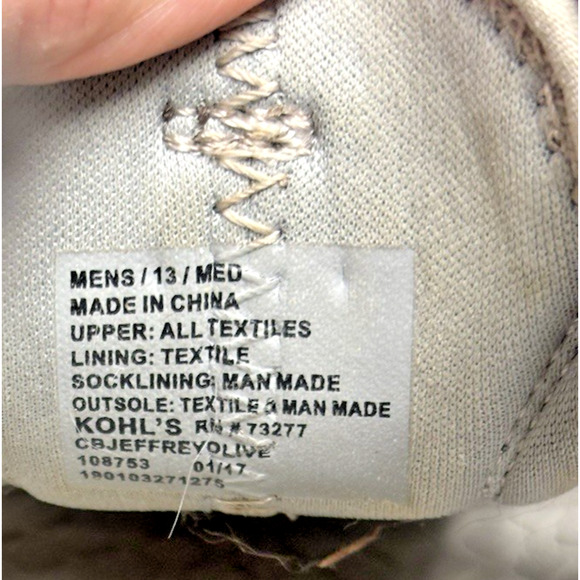 MENS / 13 / MED
MADE IN CHINA
UPPER: ALL TEXTILES
LINING: TEXTILE
SOCKLINING: MAN MADE
OUTSOLE: TEXTILE & MAN MADE
KOHL'S RN # 73277
CBJEFFREYOLIVE
108753 01/17
190103271276